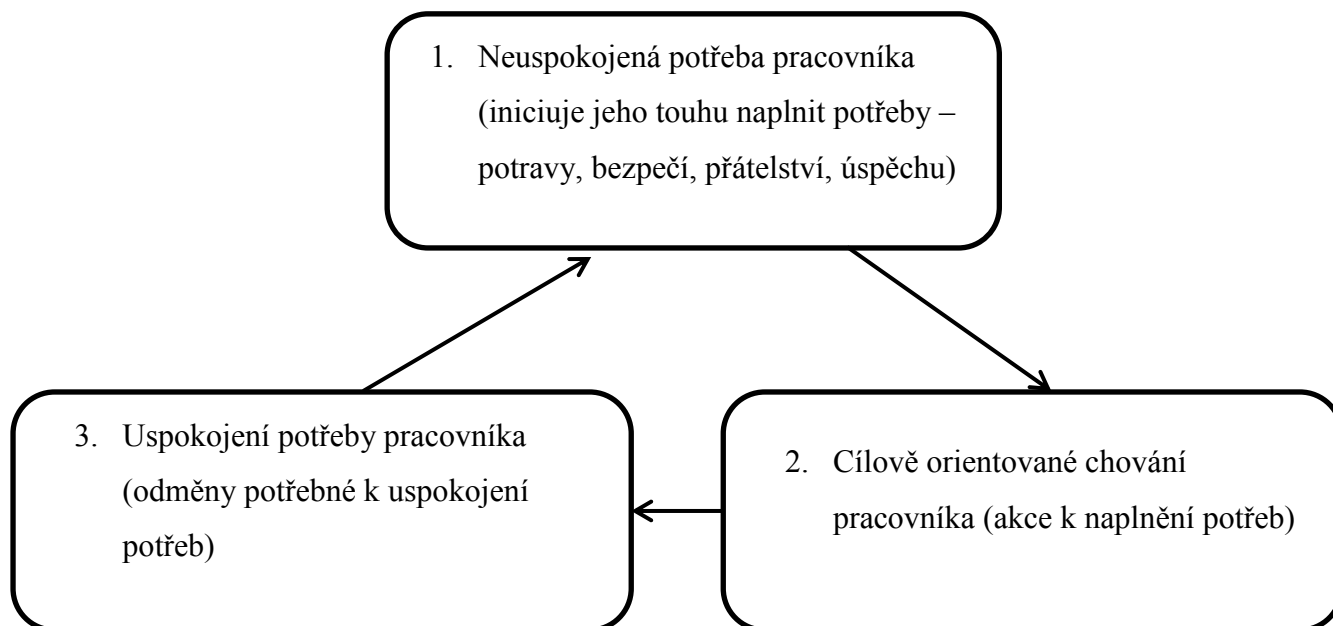 1. Neuspokojená potřeba pracovníka
(iniciuje jeho touhu naplnit potřeby –
potravy, bezpečí, přátelství, úspěchu)
3. Uspokojení potřeby pracovníka
(odměny potřebné k uspokojení
potřeb)
2. Cílově orientované chování
pracovníka (akce k naplnění potřeb)